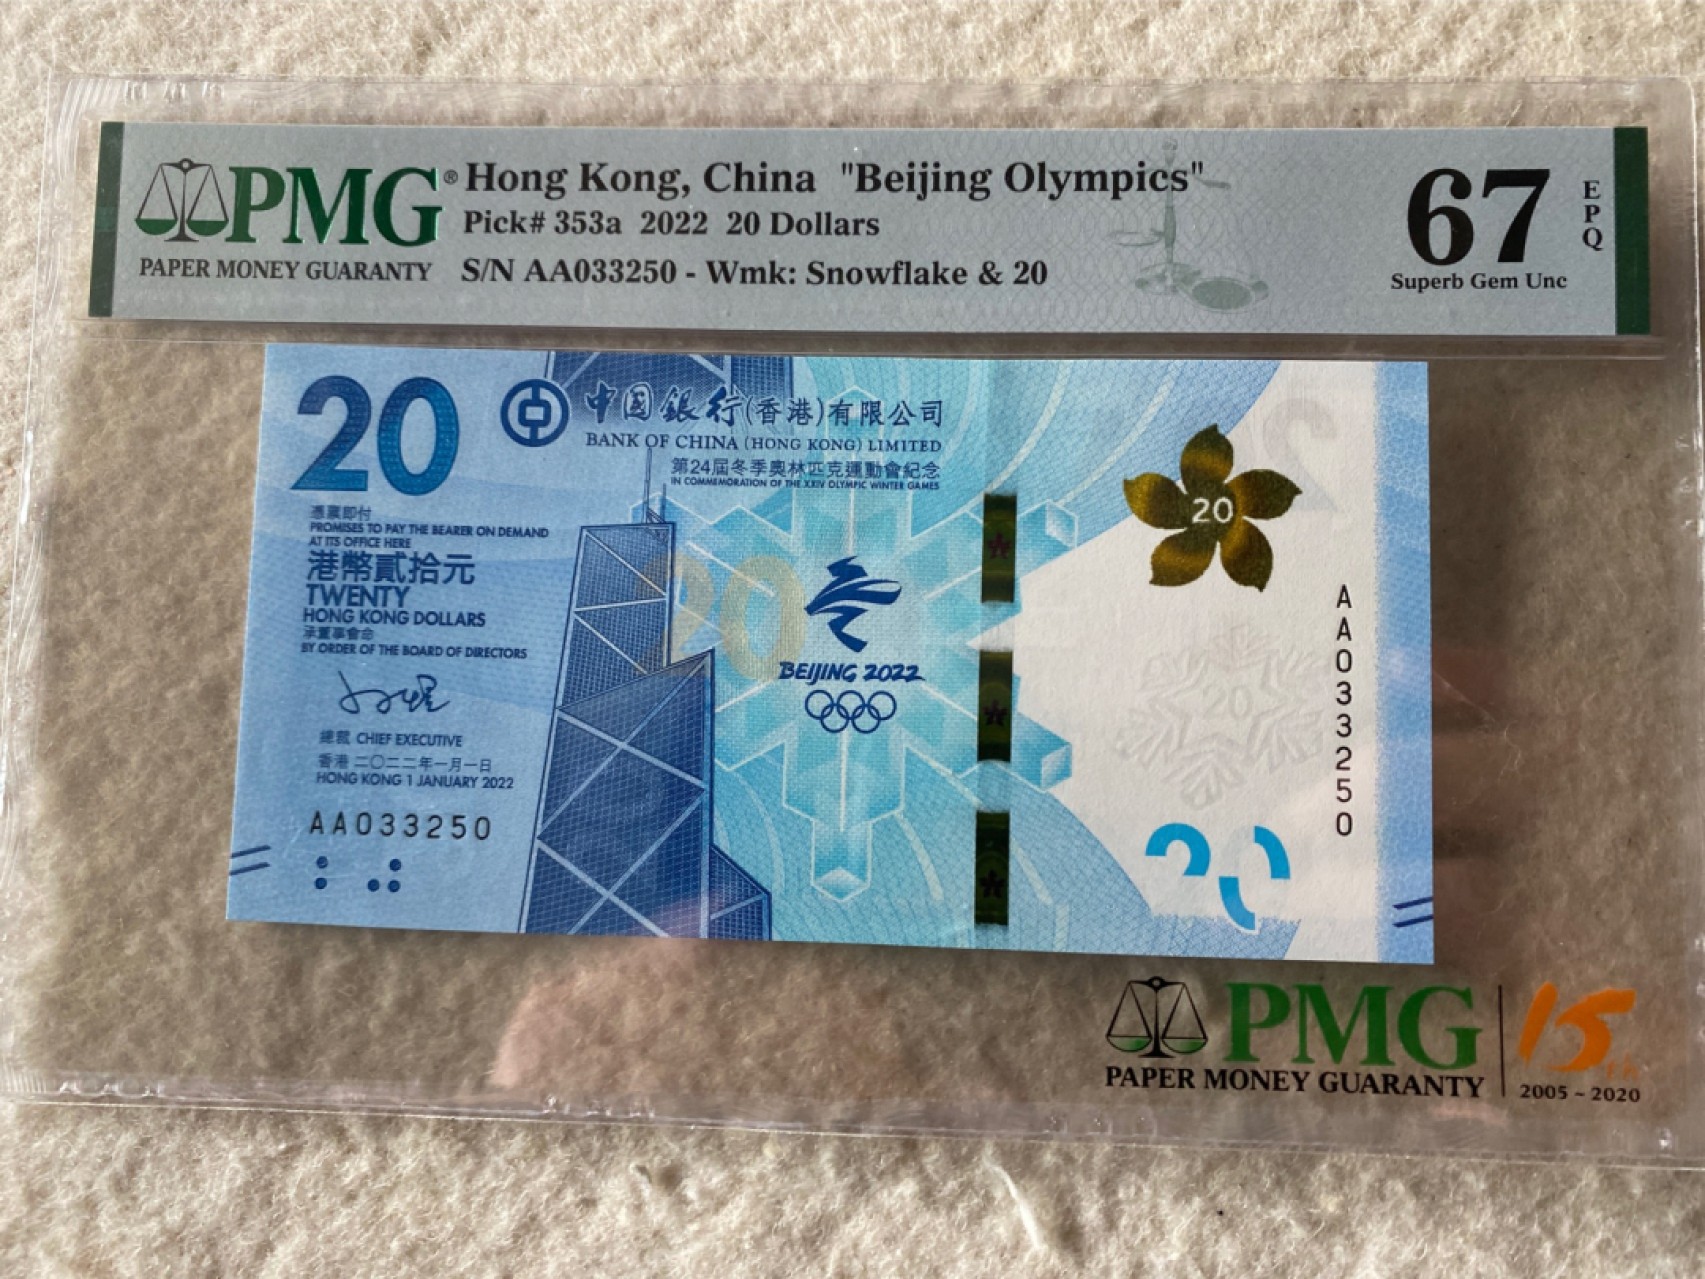 PMG® Hong Kong, China "Beijing Olympics"
Pick# 353a 2022 20 Dollars
PAPER MONEY GUARANTY S/N AA033250 - Wmk: Snowflake & 20
67
EPQ
Superb Gem Unc
20
中國銀行(香港)有限公司
BANK OF CHINA (HONG KONG) LIMITED
第24屆冬季奧林匹克運動會紀念
IN COMMEMORATION OF THE XXIV OLYMPIC WINTER GAMES
憑票即付
PROMISES TO PAY THE BEARER ON DEMAND
AT ITS OFFICE HERE
港幣貳拾元
TWENTY
HONG KONG DOLLARS
承董事會命
BY ORDER OF THE BOARD OF DIRECTORS
總裁 CHIEF EXECUTIVE
香港 二〇二二年一月一日
HONG KONG 1 JANUARY 2022
AA033250
20
BEIJING 2022
20
20
20
AA033250
PMG
PAPER MONEY GUARANTY
15th
2005 ~ 2020